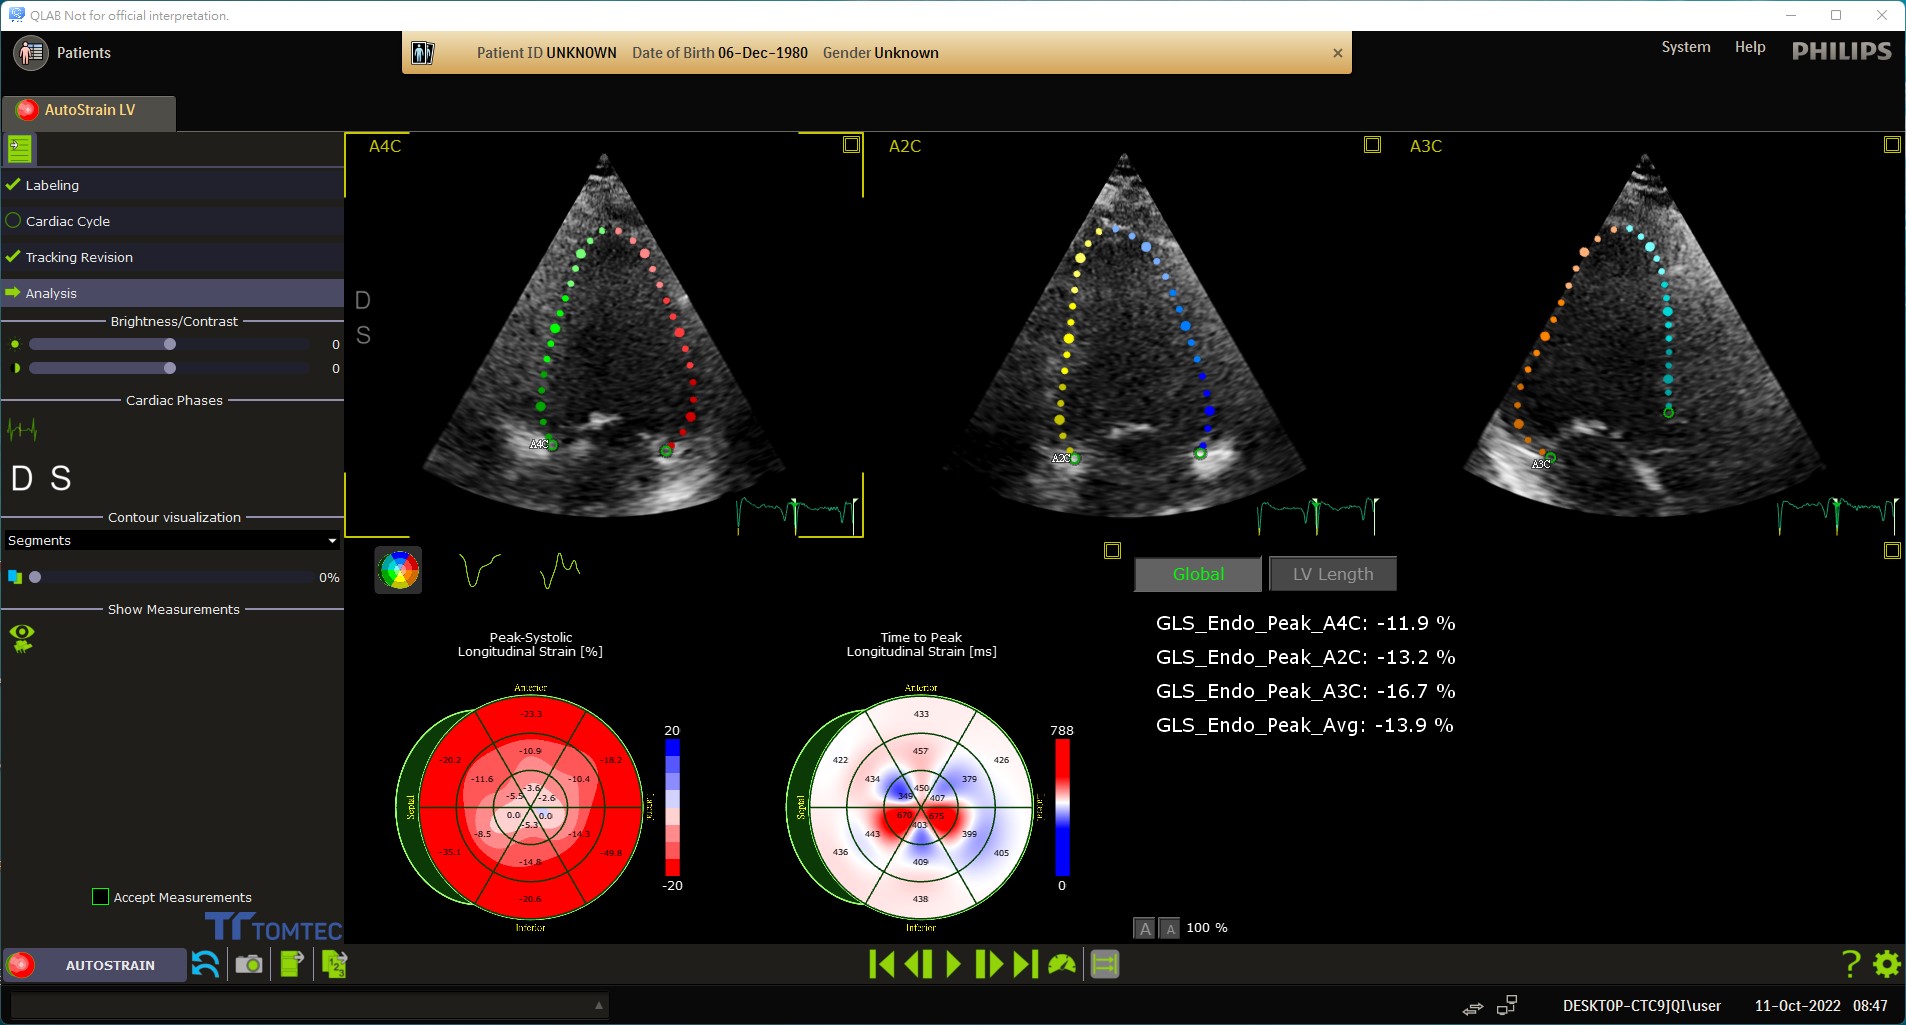 QLAB Not for official interpretation.
Patients
Patient ID UNKNOWN Date of Birth 06-Dec-1980 Gender Unknown
System Help PHILIPS
AutoStrain LV
Labeling
Cardiac Cycle
Tracking Revision
Analysis
Brightness/Contrast
0
0
Cardiac Phases
D S
Contour visualization
Segments
0%
Show Measurements
Accept Measurements
TOMTEC
A4C
D
S
A4C
A2C
A2C
A3C
A3C
Peak-Systolic
Longitudinal Strain [%]
Anterior
-23.3
-20.2
-18.2
-10.9
-11.6
-10.4
-3.6
-5.5
-2.6
0.0
0.0
-5.3
-8.5
-14.3
-14.8
-35.1
-49.8
-20.6
Septal
Inferior
20
-20
Time to Peak
Longitudinal Strain [ms]
Anterior
433
422
426
457
434
379
450
349
407
670
675
403
443
399
409
436
405
438
Septal
Inferior
788
0
Global LV Length
GLS_Endo_Peak_A4C: -11.9 %
GLS_Endo_Peak_A2C: -13.2 %
GLS_Endo_Peak_A3C: -16.7 %
GLS_Endo_Peak_Avg: -13.9 %
A A 100 %
AUTOSTRAIN
DESKTOP-CTC9JQI\user 11-Oct-2022 08:47